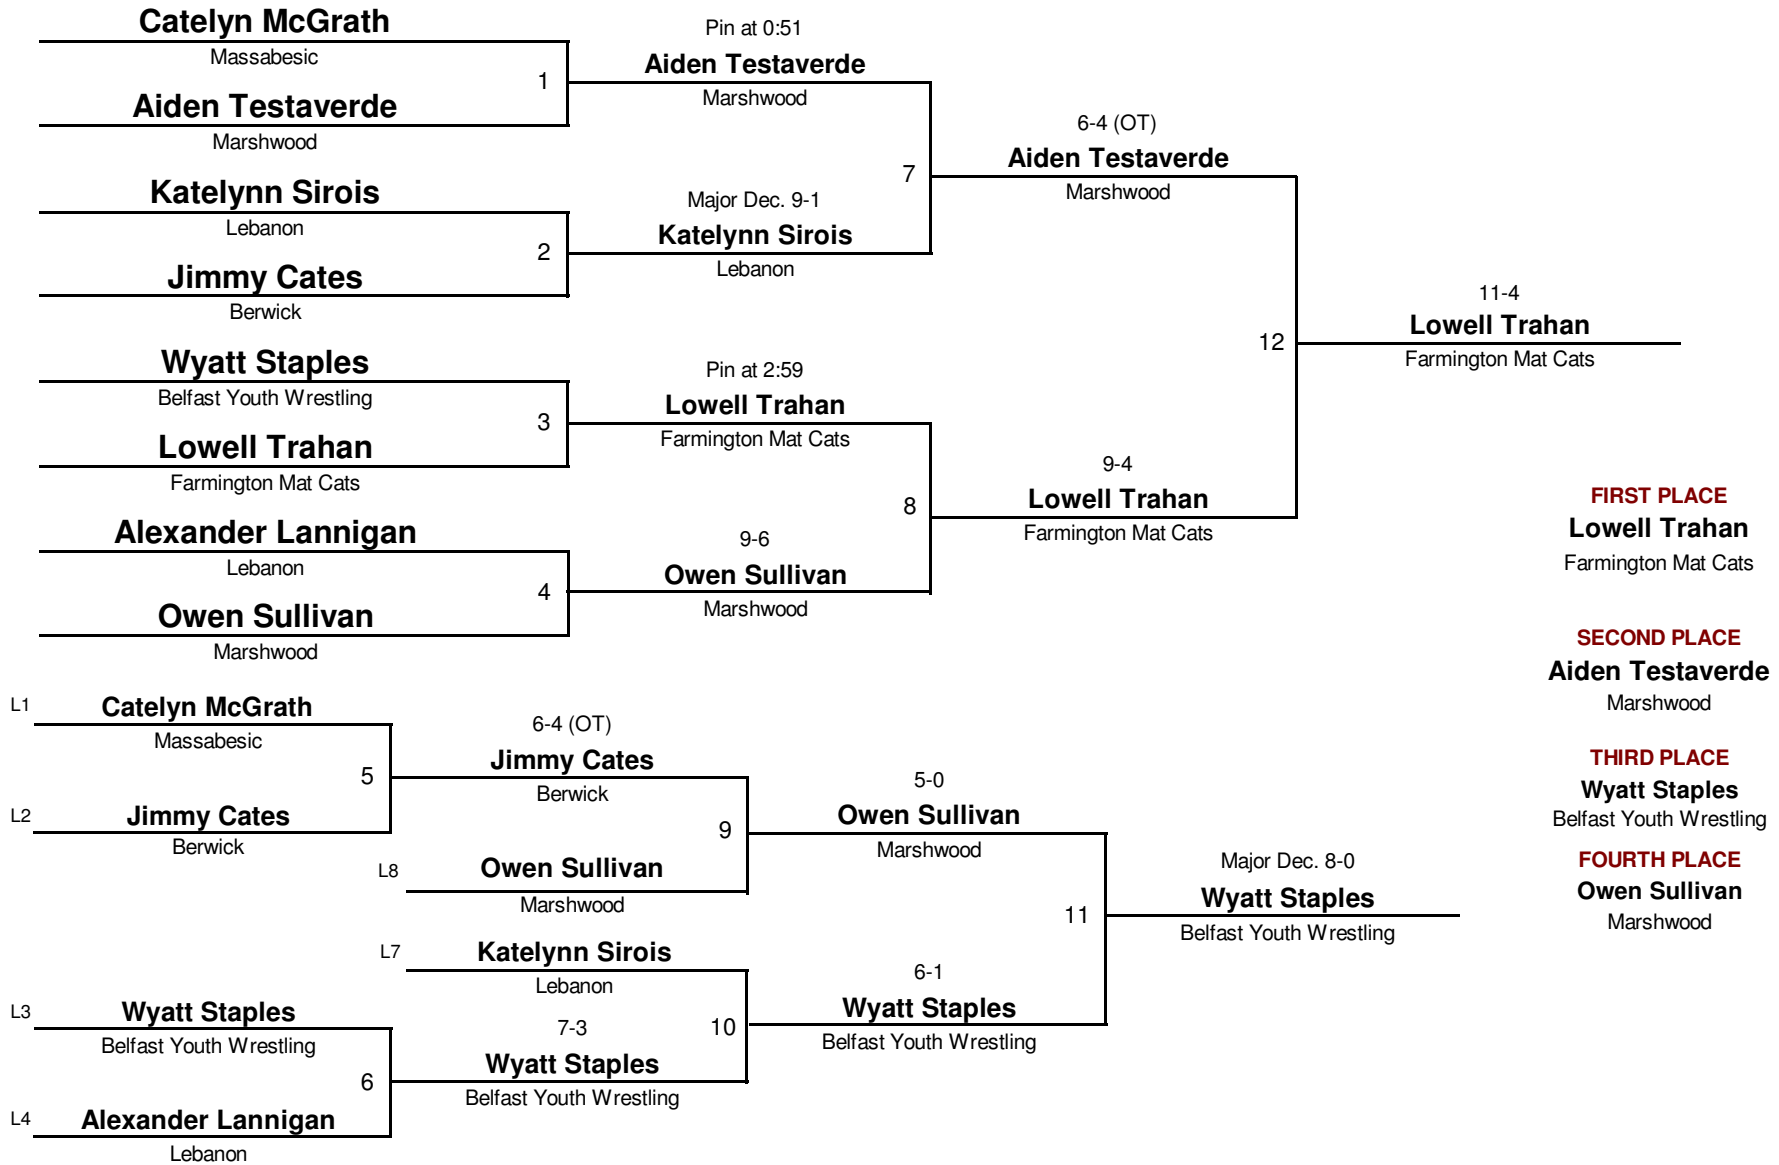 Catelyn McGrath
Massabesic
1
Aiden Testaverde
Marshwood
Pin at 0:51
Aiden Testaverde
Marshwood
Katelynn Sirois
Lebanon
2
Jimmy Cates
Berwick
Major Dec. 9-1
Katelynn Sirois
Lebanon
7
6-4 (OT)
Aiden Testaverde
Marshwood
Wyatt Staples
Belfast Youth Wrestling
3
Lowell Trahan
Farmington Mat Cats
Pin at 2:59
Lowell Trahan
Farmington Mat Cats
Alexander Lannigan
Lebanon
4
Owen Sullivan
Marshwood
9-6
Owen Sullivan
Marshwood
8
9-4
Lowell Trahan
Farmington Mat Cats
12
11-4
Lowell Trahan
Farmington Mat Cats
L1
Catelyn McGrath
Massabesic
5
L2
Jimmy Cates
Berwick
6-4 (OT)
Jimmy Cates
Berwick
9
L8
Owen Sullivan
Marshwood
5-0
Owen Sullivan
Marshwood
L7
Katelynn Sirois
Lebanon
L3
Wyatt Staples
Belfast Youth Wrestling
6
L4
Alexander Lannigan
Lebanon
7-3
Wyatt Staples
Belfast Youth Wrestling
10
6-1
Wyatt Staples
Belfast Youth Wrestling
11
Major Dec. 8-0
Wyatt Staples
Belfast Youth Wrestling
FIRST PLACE
Lowell Trahan
Farmington Mat Cats
SECOND PLACE
Aiden Testaverde
Marshwood
THIRD PLACE
Wyatt Staples
Belfast Youth Wrestling
FOURTH PLACE
Owen Sullivan
Marshwood